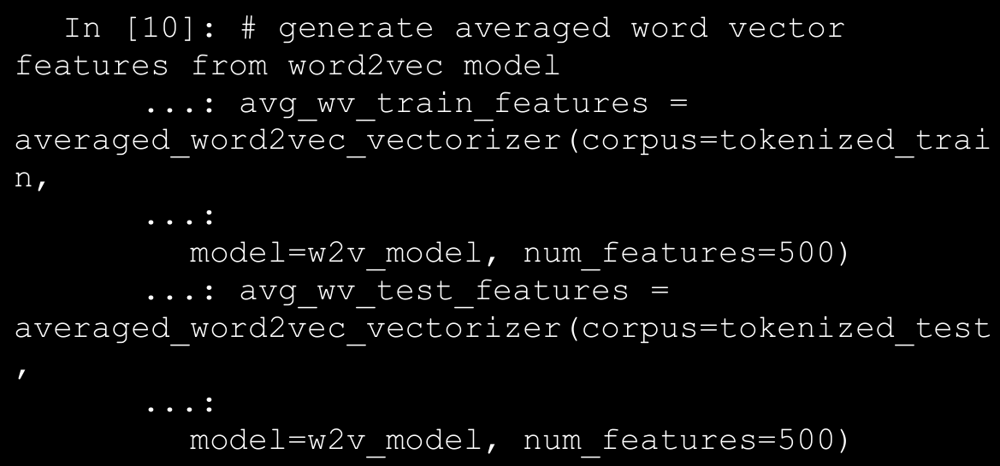 In [10]: # generate averaged word vector
features from word2vec model
...: avg_wv_train_features =
averaged_word2vec_vectorizer(corpus=tokenized_trai
n,
...:
model=w2v_model, num_features=500)
...: avg_wv_test_features =
averaged_word2vec_vectorizer(corpus=tokenized_test
,
...:
model=w2v_model, num_features=500)